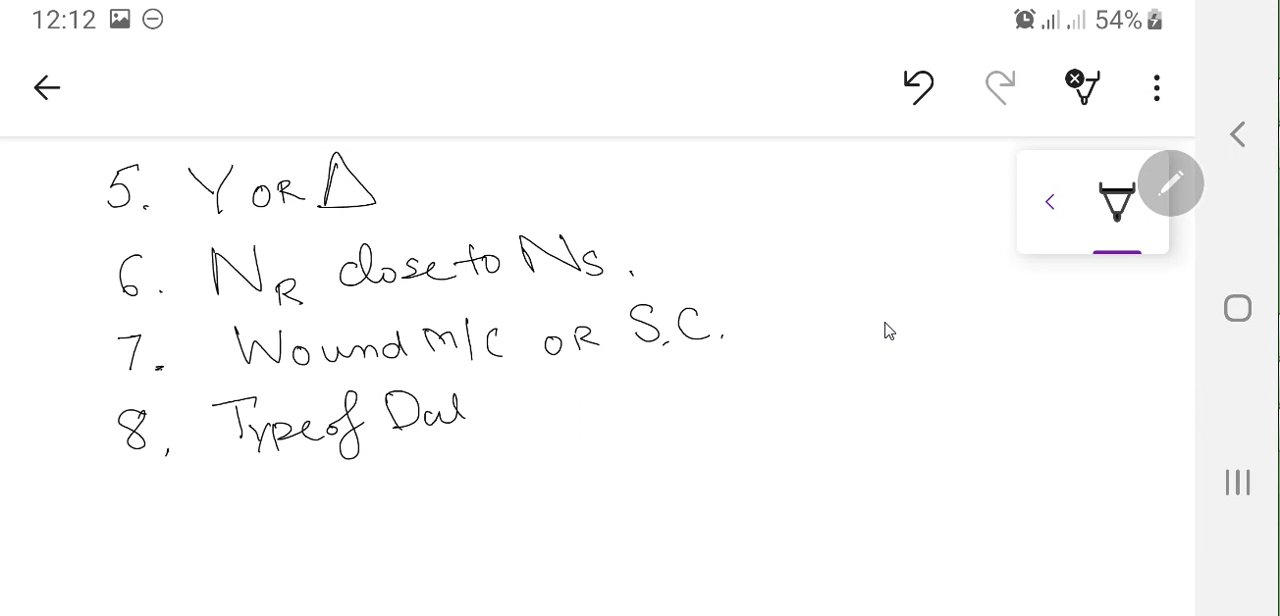 12:12 54%
5. Y OR Δ
6. NR close to Ns.
7. Wound m/c OR S.C.
8, Type of Dal